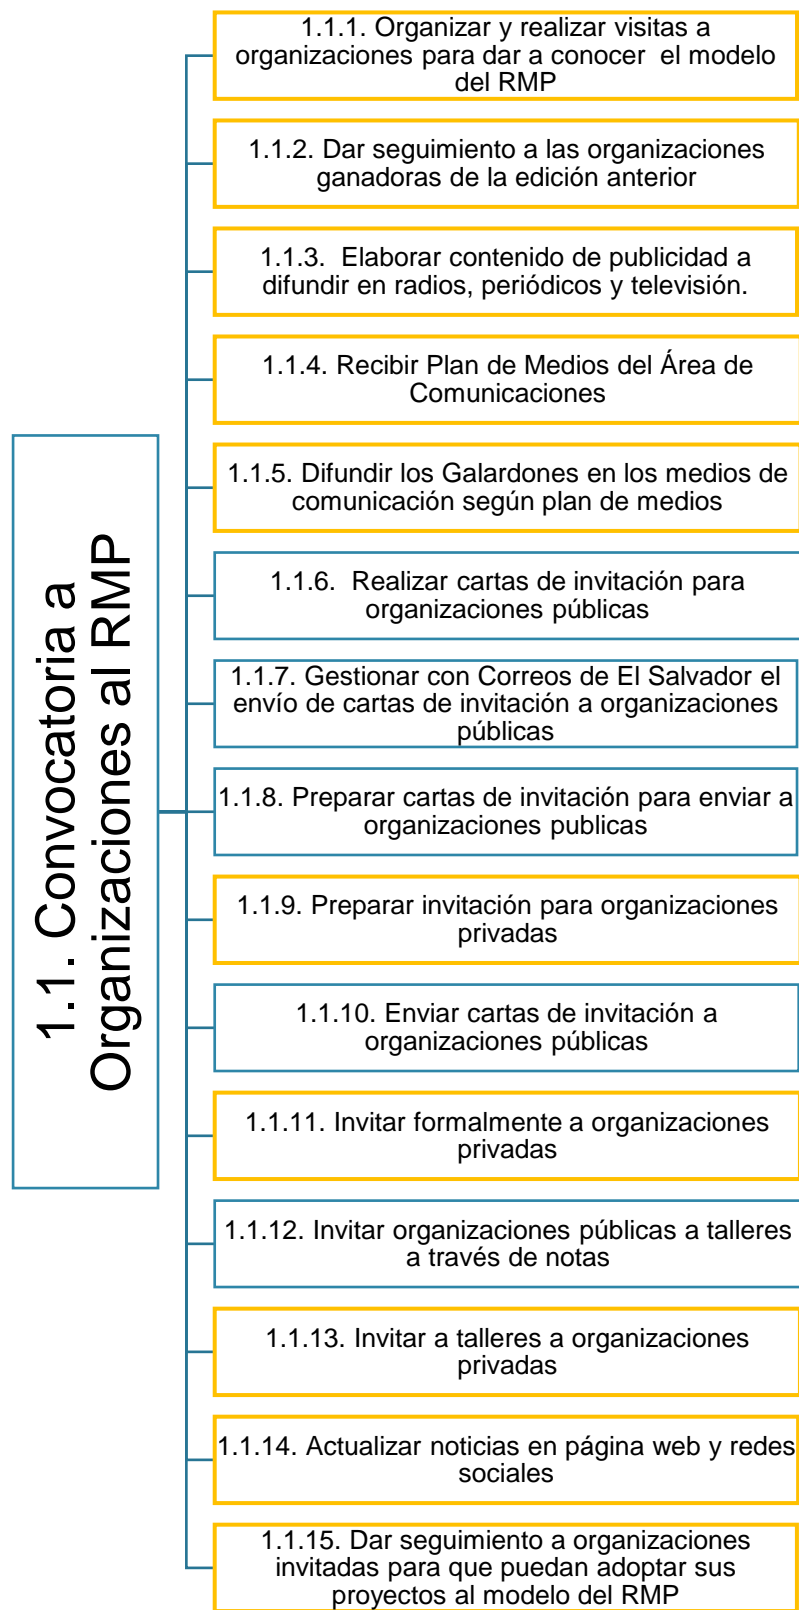 1.1. Convocatoria a
Organizaciones al RMP
1.1.1. Organizar y realizar visitas a
organizaciones para dar a conocer el modelo
del RMP
1.1.2. Dar seguimiento a las organizaciones
ganadoras de la edición anterior
1.1.3. Elaborar contenido de publicidad a
difundir en radios, periódicos y televisión.
1.1.4. Recibir Plan de Medios del Área de
Comunicaciones
1.1.5. Difundir los Galardones en los medios de
comunicación según plan de medios
1.1.6. Realizar cartas de invitación para
organizaciones públicas
1.1.7. Gestionar con Correos de El Salvador el
envío de cartas de invitación a organizaciones
públicas
1.1.8. Preparar cartas de invitación para enviar a
organizaciones publicas
1.1.9. Preparar invitación para organizaciones
privadas
1.1.10. Enviar cartas de invitación a
organizaciones públicas
1.1.11. Invitar formalmente a organizaciones
privadas
1.1.12. Invitar organizaciones públicas a talleres
a través de notas
1.1.13. Invitar a talleres a organizaciones
privadas
1.1.14. Actualizar noticias en página web y redes
sociales
1.1.15. Dar seguimiento a organizaciones
invitadas para que puedan adoptar sus
proyectos al modelo del RMP